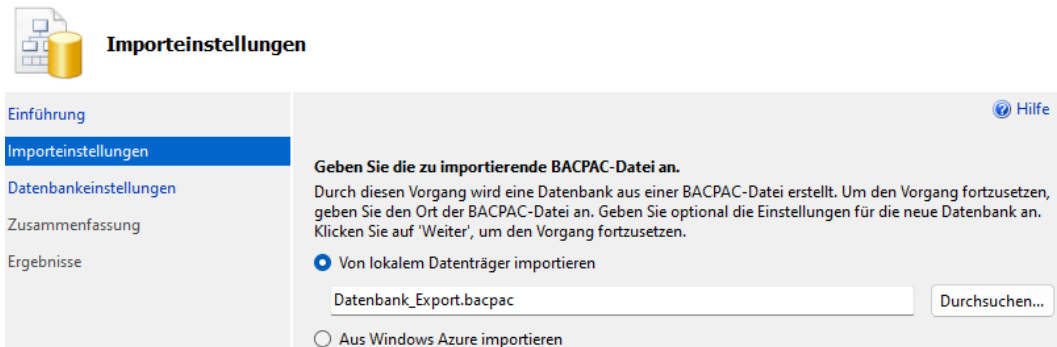 Importeinstellungen
Hilfe
Einführung
Importeinstellungen
Datenbankeinstellungen
Zusammenfassung
Ergebnisse
Geben Sie die zu importierende BACPAC-Datei an.
Durch diesen Vorgang wird eine Datenbank aus einer BACPAC-Datei erstellt. Um den Vorgang fortzusetzen,
geben Sie den Ort der BACPAC-Datei an. Geben Sie optional die Einstellungen für die neue Datenbank an.
Klicken Sie auf 'Weiter', um den Vorgang fortzusetzen.
Von lokalem Datenträger importieren
Datenbank_Export.bacpac
Durchsuchen...
Aus Windows Azure importieren